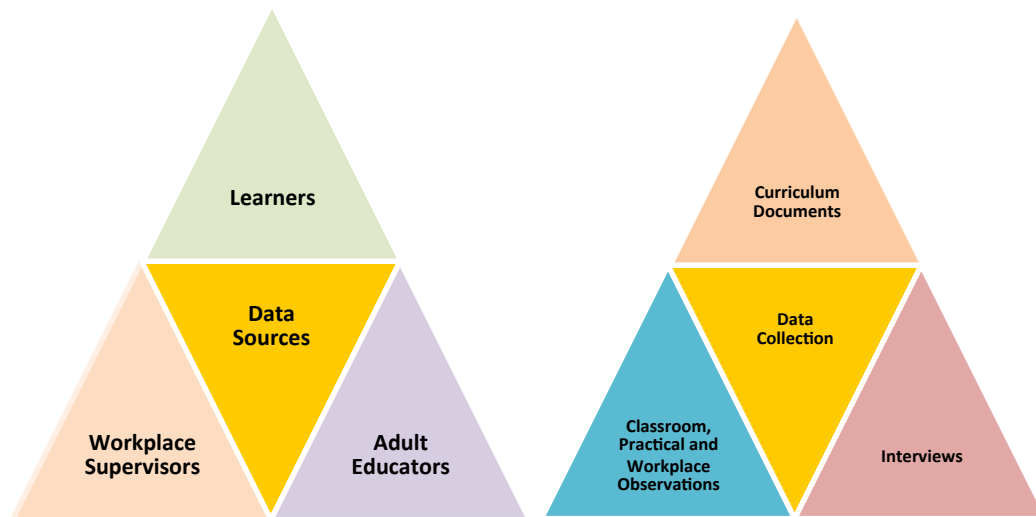 Learners
Data
Sources
Workplace
Supervisors
Adult
Educators
Curriculum
Documents
Data
Collection
Classroom,
Practical and
Workplace
Observations
Interviews